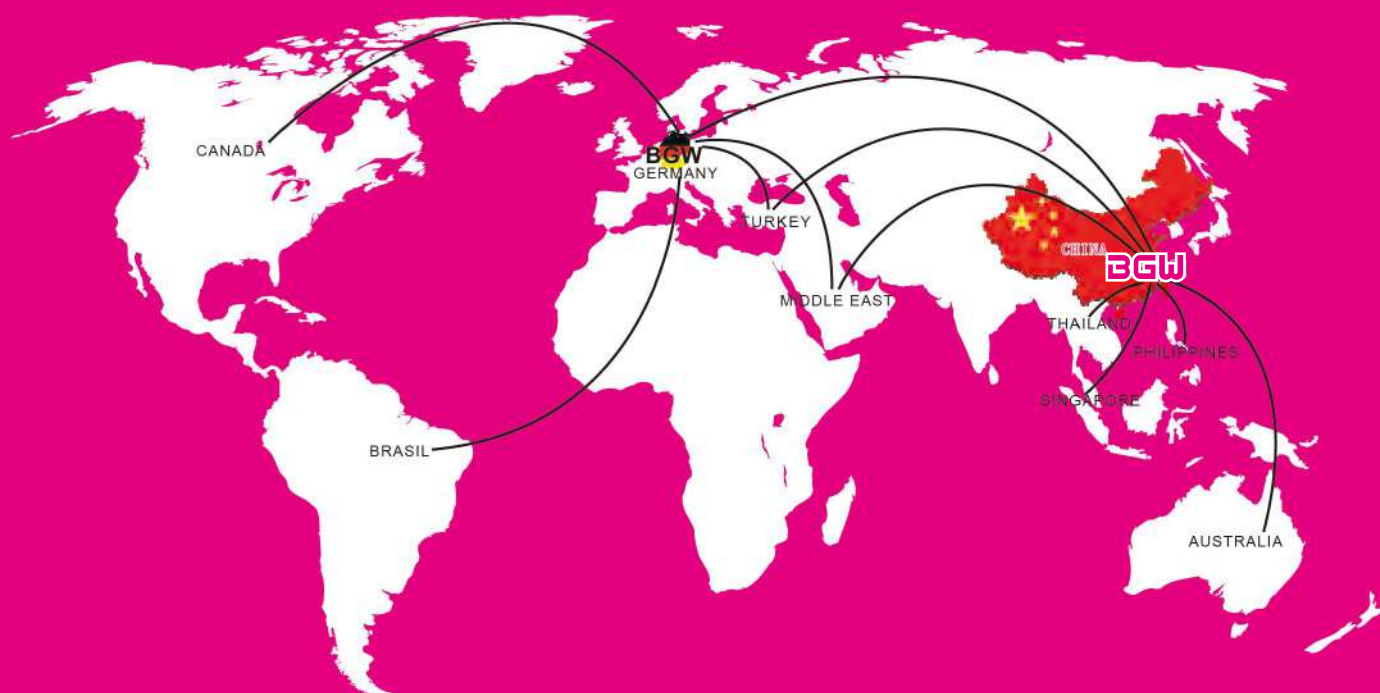 CANADA
BGW
GERMANY
TURKEY
CHINA
BGW
MIDDLE EAST
THAILAND
PHILIPPINES
SINGAPORE
BRASIL
AUSTRALIA